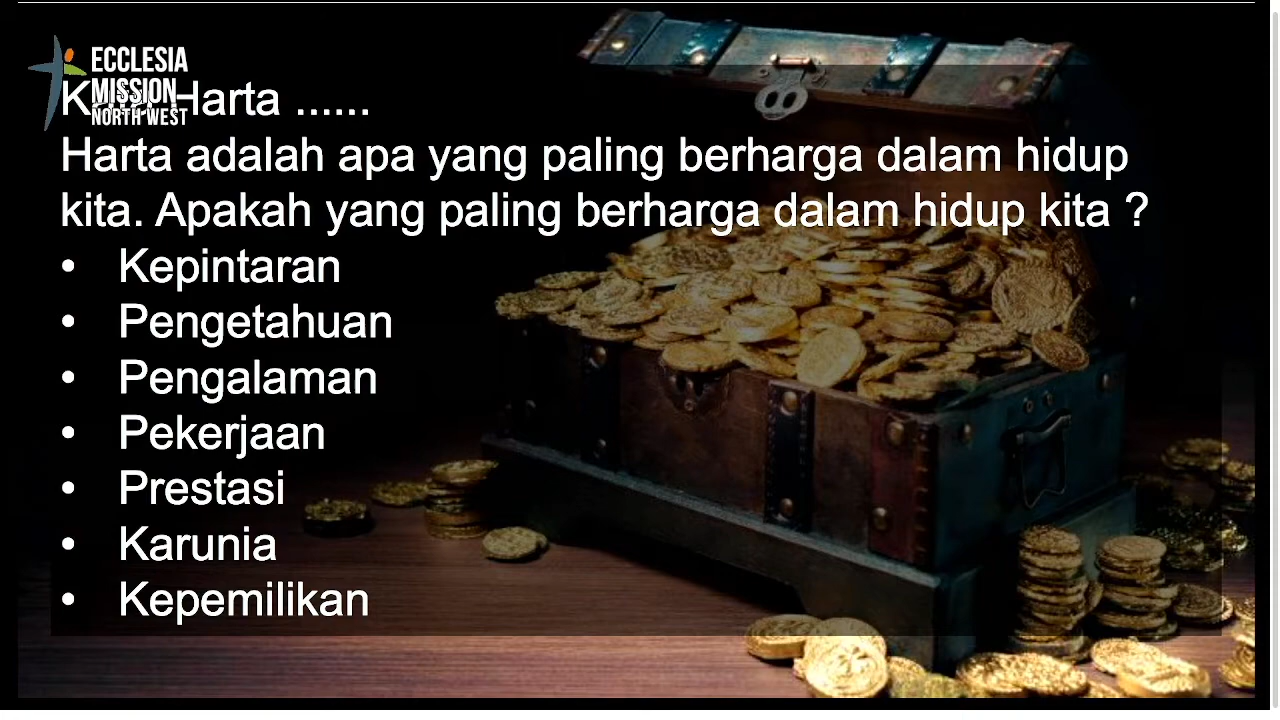 ECCLESIA
MISSION
NORTH WEST
Harta ......
Harta adalah apa yang paling berharga dalam hidup
kita. Apakah yang paling berharga dalam hidup kita ?
• Kepintaran
• Pengetahuan
• Pengalaman
• Pekerjaan
• Prestasi
• Karunia
• Kepemilikan